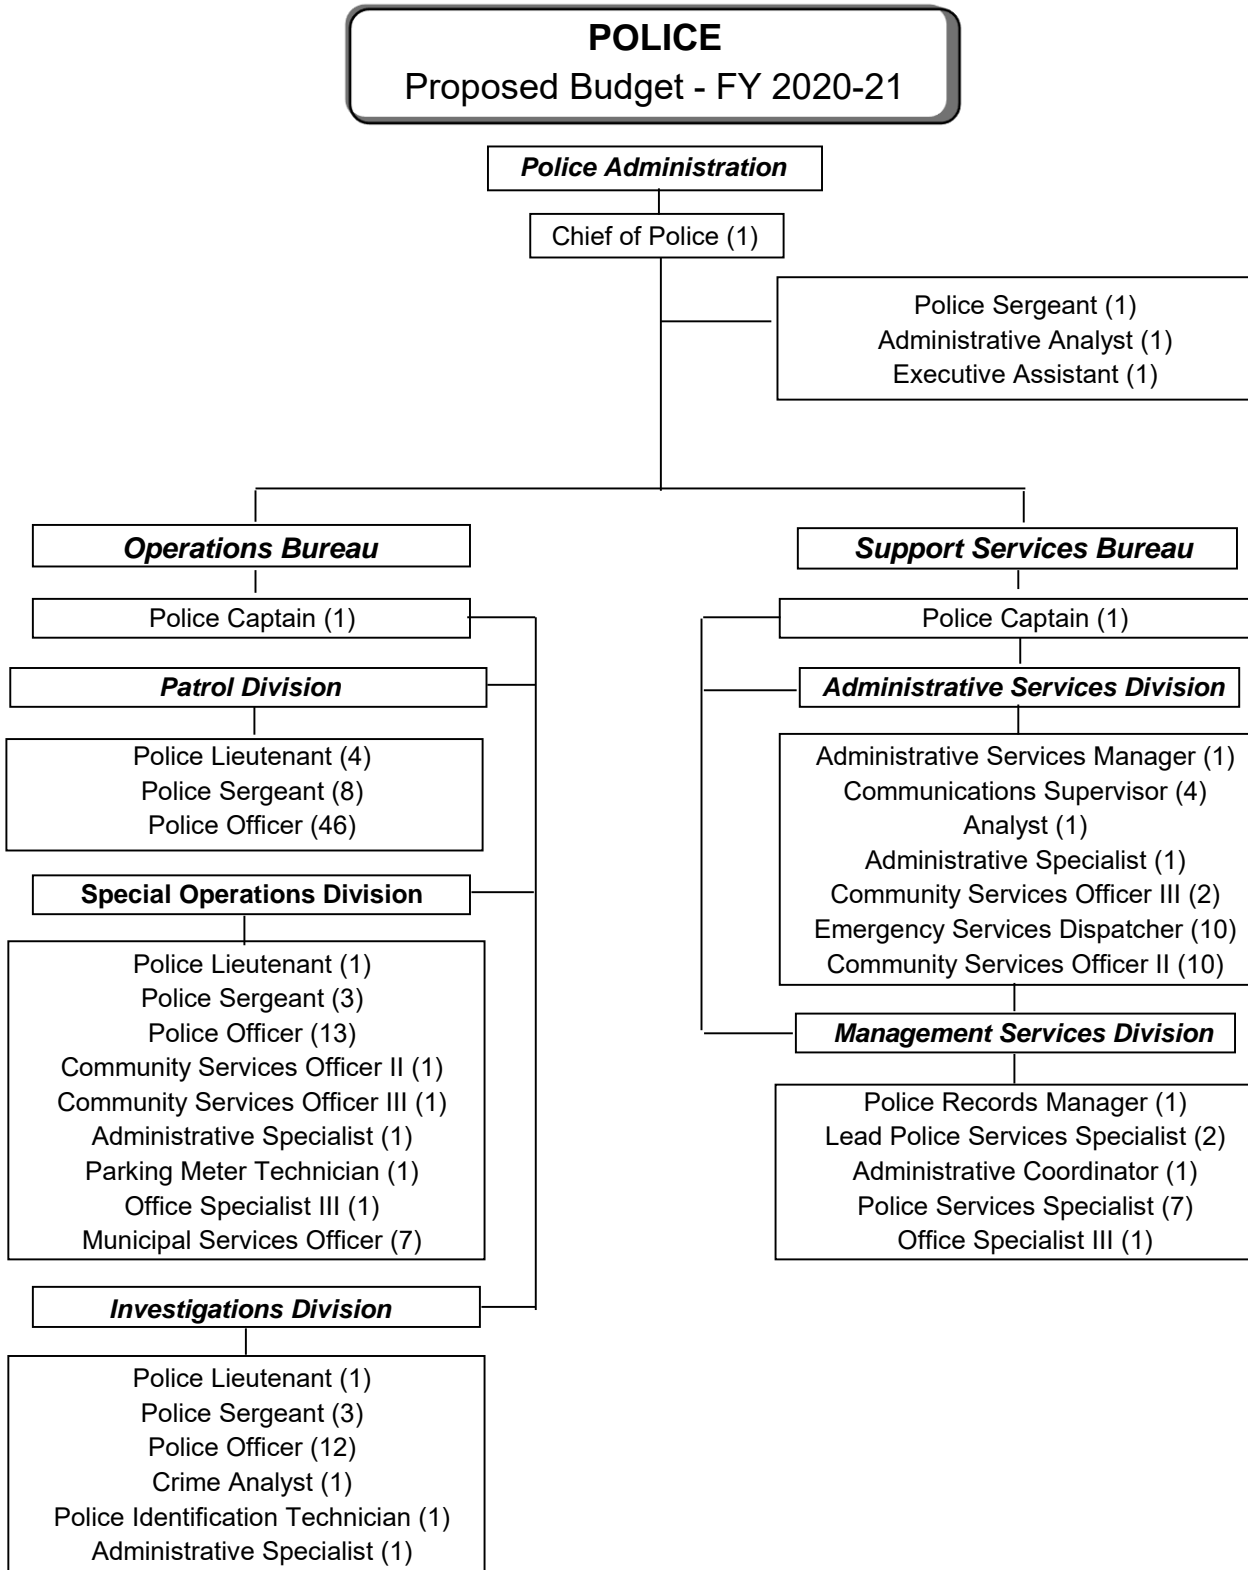 POLICE
Proposed Budget - FY 2020-21
Police Administration
Chief of Police (1)
Police Sergeant (1)
Administrative Analyst (1)
Executive Assistant (1)
Operations Bureau
Police Captain (1)
Patrol Division
Police Lieutenant (4)
Police Sergeant (8)
Police Officer (46)
Special Operations Division
Police Lieutenant (1)
Police Sergeant (3)
Police Officer (13)
Community Services Officer II (1)
Community Services Officer III (1)
Administrative Specialist (1)
Parking Meter Technician (1)
Office Specialist III (1)
Municipal Services Officer (7)
Investigations Division
Police Lieutenant (1)
Police Sergeant (3)
Police Officer (12)
Crime Analyst (1)
Police Identification Technician (1)
Administrative Specialist (1)
Support Services Bureau
Police Captain (1)
Administrative Services Division
Administrative Services Manager (1)
Communications Supervisor (4)
Analyst (1)
Administrative Specialist (1)
Community Services Officer III (2)
Emergency Services Dispatcher (10)
Community Services Officer II (10)
Management Services Division
Police Records Manager (1)
Lead Police Services Specialist (2)
Administrative Coordinator (1)
Police Services Specialist (7)
Office Specialist III (1)